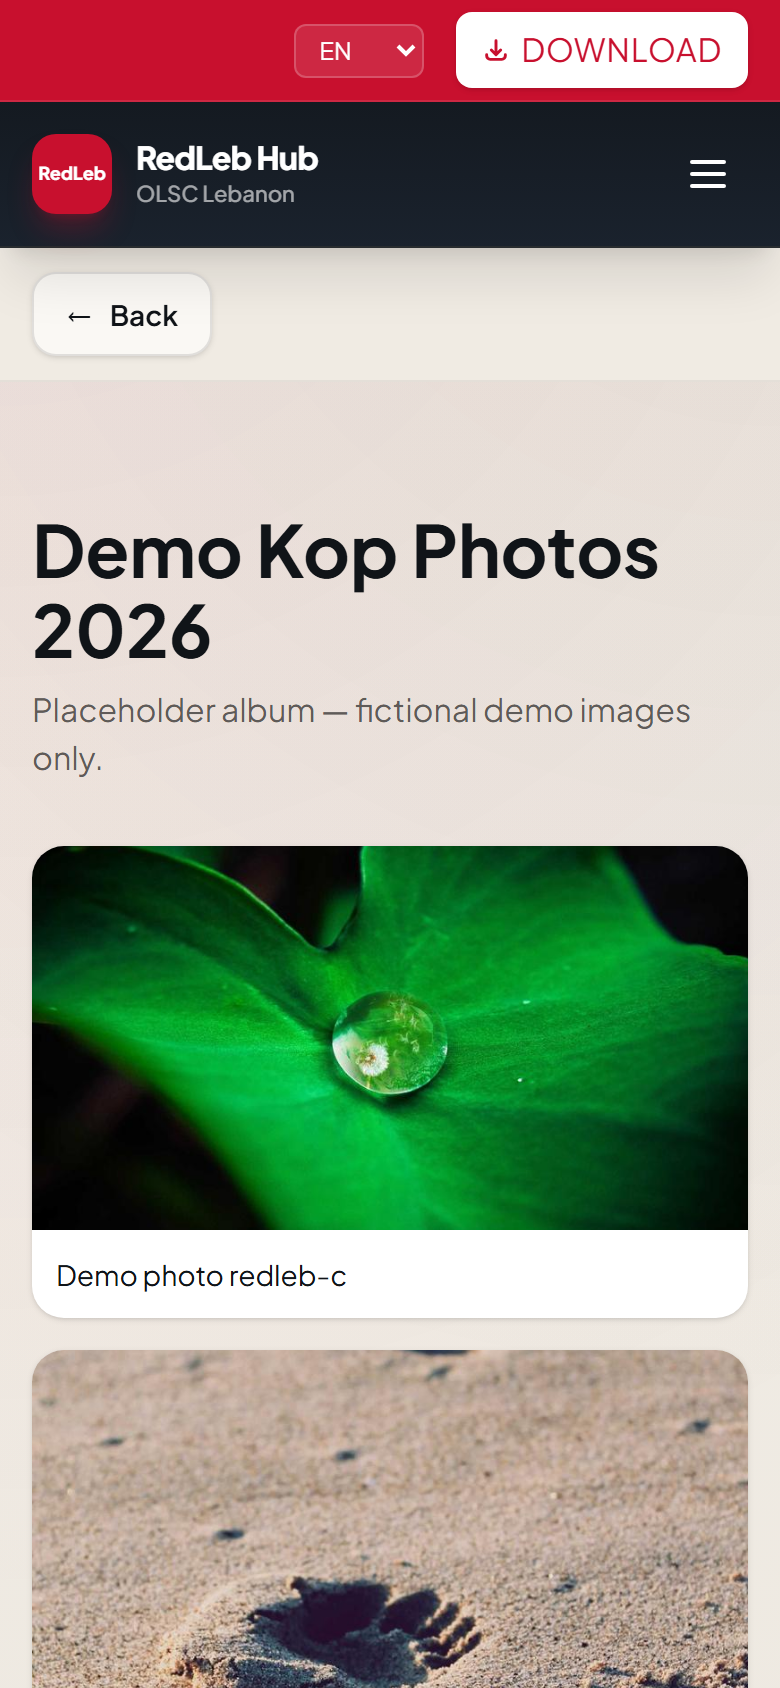 EN
DOWNLOAD
RedLeb
RedLeb Hub
OLSC Lebanon
← Back
Demo Kop Photos
2026
Placeholder album — fictional demo images
only.
Demo photo redleb-c